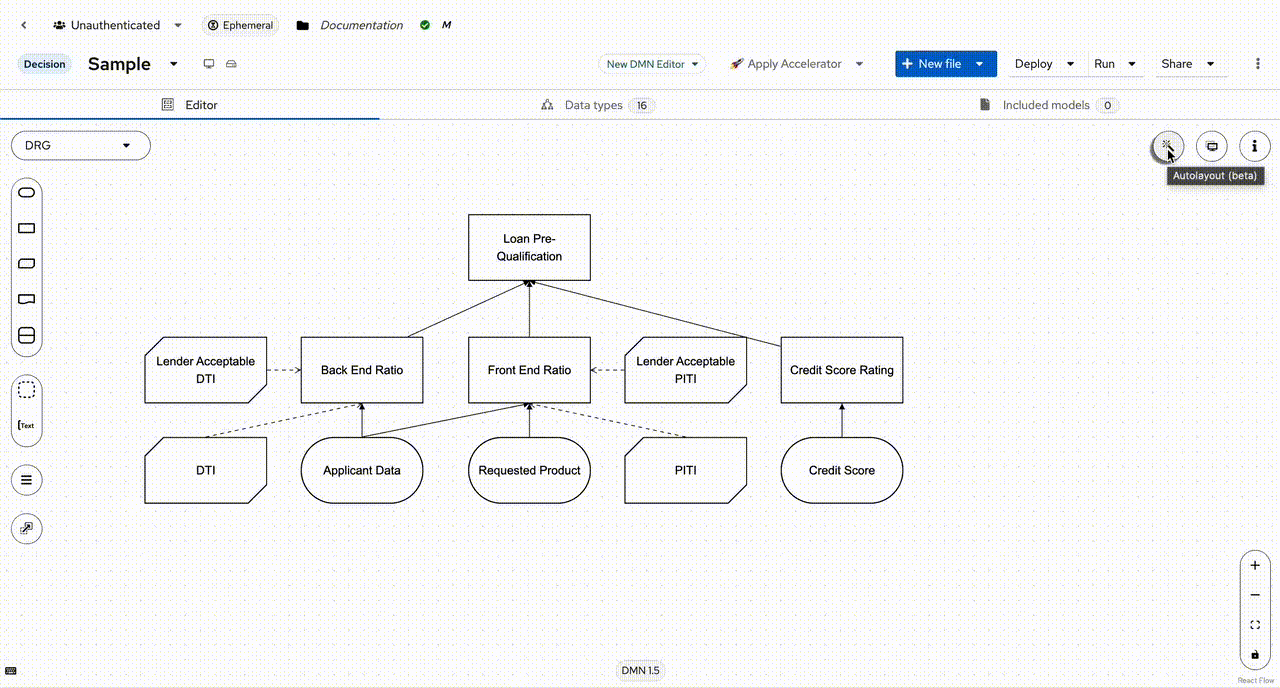 Unauthenticated
Ephemeral
Documentation
M
Decision
Sample
New DMN Editor
Apply Accelerator
New file
Deploy
Run
Share
Editor
Data types 16
Included models 0
DRG
Autolayout (beta)
Loan Pre-
Qualification
Lender Acceptable
DTI
Back End Ratio
Front End Ratio
Lender Acceptable
PITI
Credit Score Rating
DTI
Applicant Data
Requested Product
PITI
Credit Score
[Text
DMN 1.5
React Flow